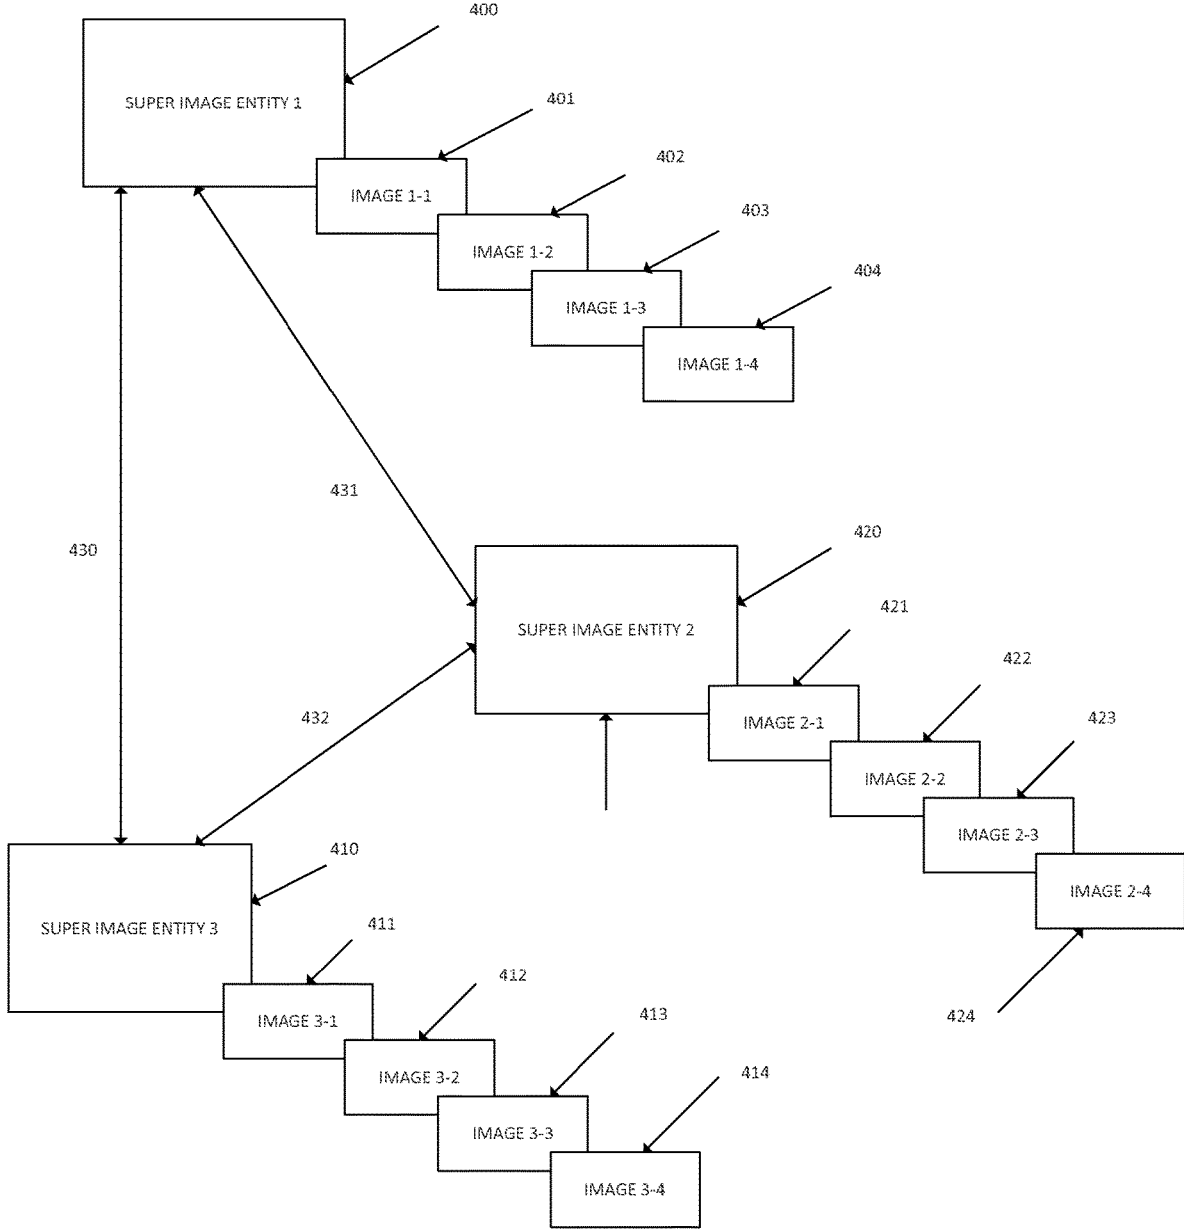 400
SUPER IMAGE ENTITY 1
401
402
IMAGE 1-1
403
IMAGE 1-2
404
IMAGE 1-3
IMAGE 1-4
431
430
420
421
SUPER IMAGE ENTITY 2
422
432
423
IMAGE 2-1
IMAGE 2-2
IMAGE 2-3
410
IMAGE 2-4
411
SUPER IMAGE ENTITY 3
412
413
424
IMAGE 3-1
414
IMAGE 3-2
IMAGE 3-3
IMAGE 3-4